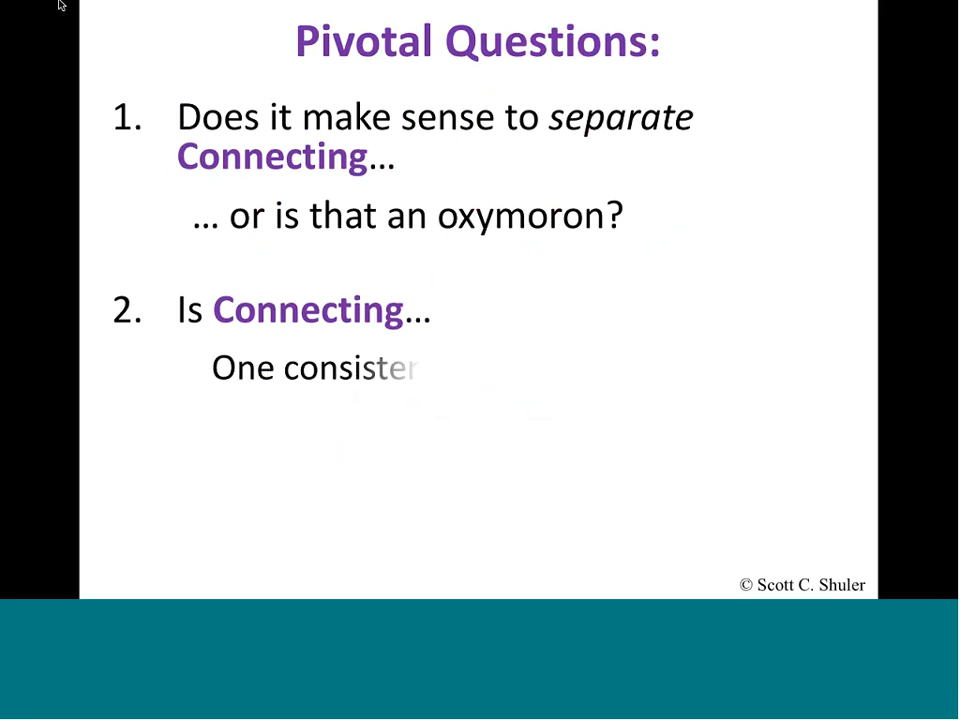 Pivotal Questions:
1. Does it make sense to separate
Connecting…
… or is that an oxymoron?
2. Is Connecting…
One
© Scott C. Shuler